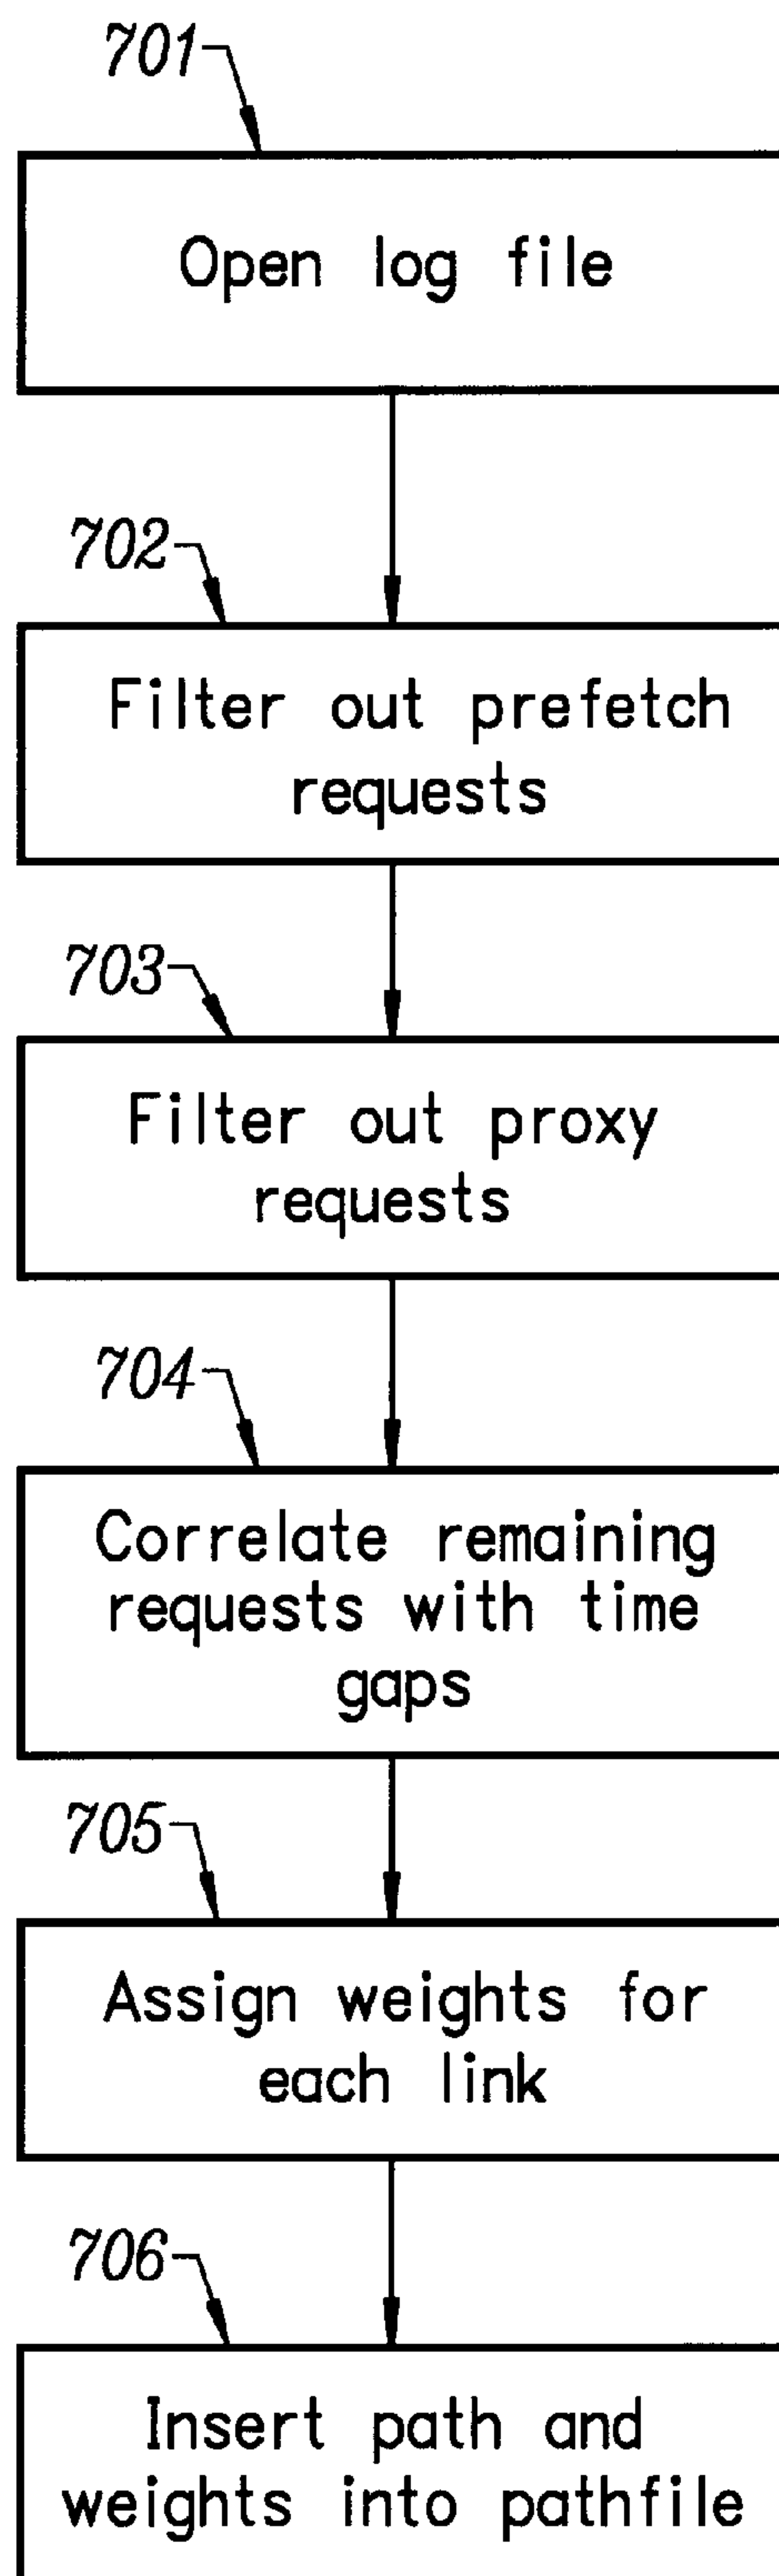 701
Open log file
702
Filter out prefetch
requests
703
Filter out proxy
requests
704
Correlate remaining
requests with time
gaps
705
Assign weights for
each link
706
Insert path and
weights into pathfile